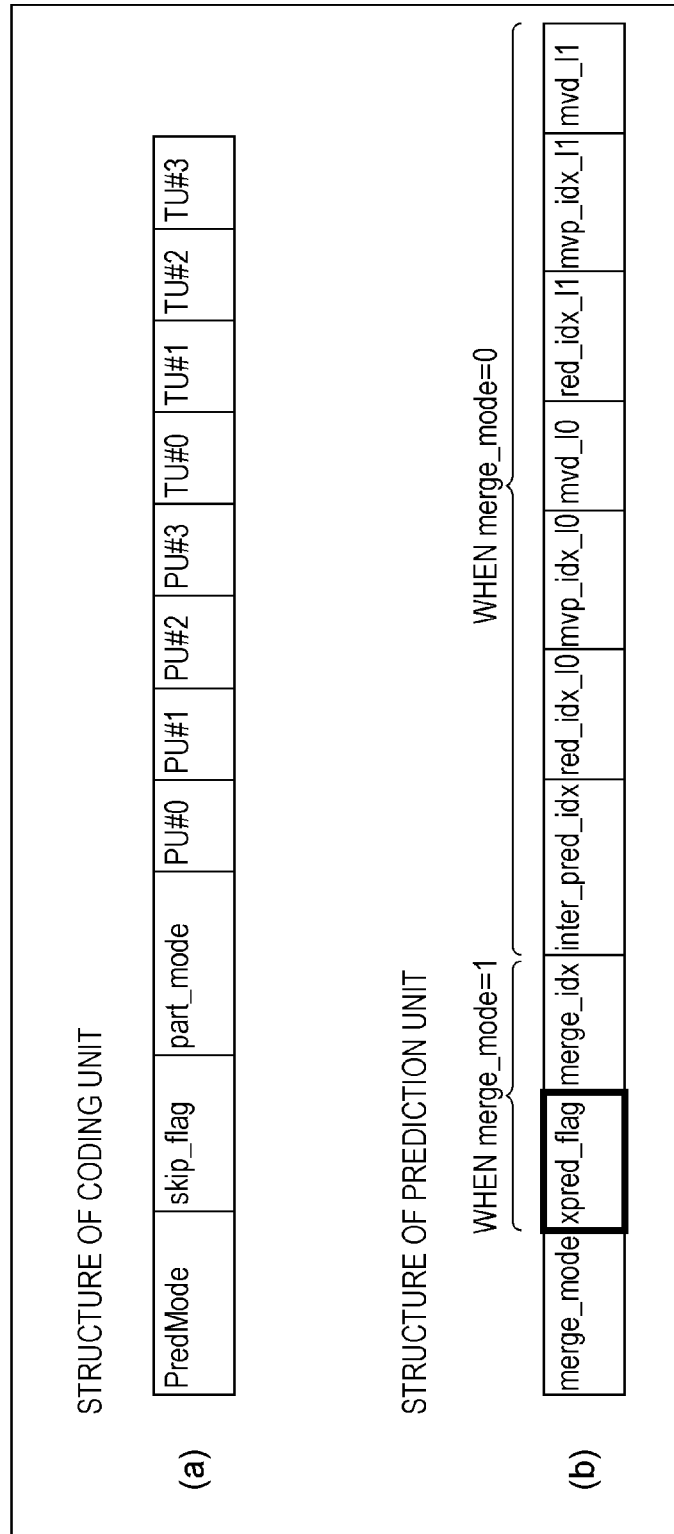 STRUCTURE OF CODING UNIT
(a) PredMode skip_flag part_mode PU#0 PU#1 PU#2 PU#3 TU#0 TU#1 TU#2 TU#3
STRUCTURE OF PREDICTION UNIT
WHEN merge_mode=1 WHEN merge_mode=0
(b) merge_mode xpred_flag merge_idx inter_pred_idx red_idx_l0 mvp_idx_l0 mvd_l0 red_idx_l1 mvp_idx_l1 mvd_l1